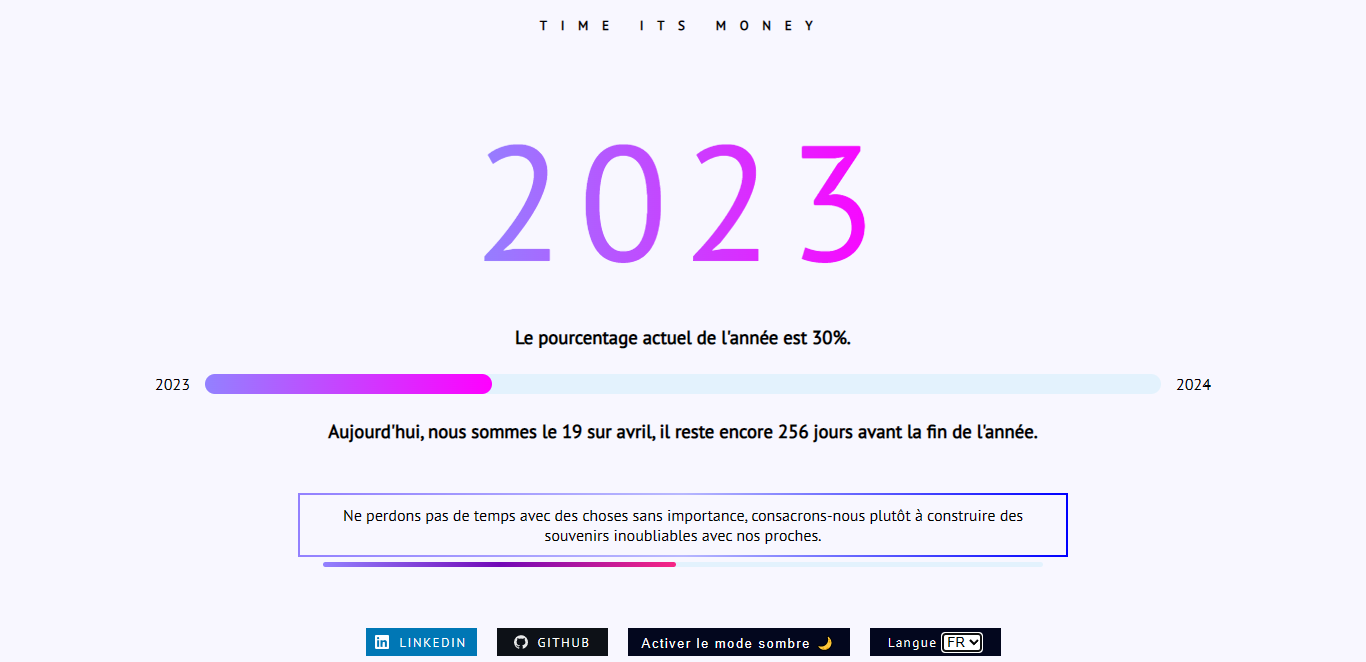 TIME ITS MONEY
2023
Le pourcentage actuel de l'année est 30%.
2023 2024
Aujourd'hui, nous sommes le 19 sur avril, il reste encore 256 jours avant la fin de l'année.
Ne perdons pas de temps avec des choses sans importance, consacrons-nous plutôt à construire des
souvenirs inoubliables avec nos proches.
LINKEDIN GITHUB Activer le mode sombre 🌙 Langue FR